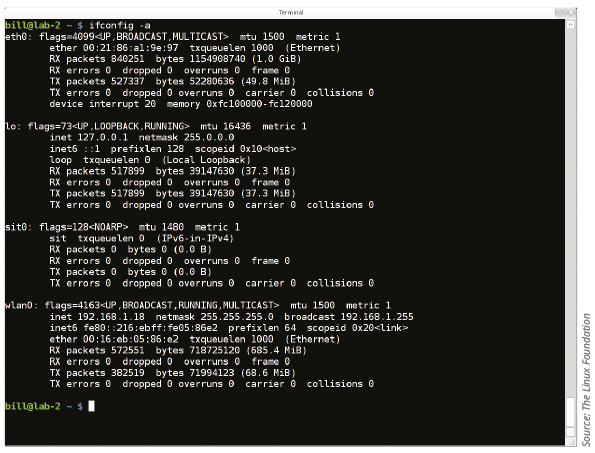 Terminal
bill@lab-2 ~ $ ifconfig -a
eth0: flags=4099<UP,BROADCAST,MULTICAST>  mtu 1500  metric 1
        ether 00:21:86:a1:9e:97  txqueuelen 1000  (Ethernet)
        RX packets 840251  bytes 1154908740 (1.0 GiB)
        RX errors 0  dropped 0  overruns 0  frame 0
        TX packets 527337  bytes 52280636 (49.8 MiB)
        TX errors 0  dropped 0 overruns 0  carrier 0  collisions 0
        device interrupt 20  memory 0xfc100000-fc120000

lo: flags=73<UP,LOOPBACK,RUNNING>  mtu 16436  metric 1
        inet 127.0.0.1  netmask 255.0.0.0
        inet6 ::1  prefixlen 128  scopeid 0x10<host>
        loop  txqueuelen 0  (Local Loopback)
        RX packets 517899  bytes 39147630 (37.3 MiB)
        RX errors 0  dropped 0  overruns 0  frame 0
        TX packets 517899  bytes 39147630 (37.3 MiB)
        TX errors 0  dropped 0 overruns 0  carrier 0  collisions 0

sit0: flags=128<NOARP>  mtu 1480  metric 1
        sit  txqueuelen 0  (IPv6-in-IPv4)
        RX packets 0  bytes 0 (0.0 B)
        RX errors 0  dropped 0  overruns 0  frame 0
        TX packets 0  bytes 0 (0.0 B)
        TX errors 0  dropped 0 overruns 0  carrier 0  collisions 0

wlan0: flags=4163<UP,BROADCAST,RUNNING,MULTICAST>  mtu 1500  metric 1
        inet 192.168.1.18  netmask 255.255.255.0  broadcast 192.168.1.255
        inet6 fe80::216:ebff:fe05:86e2  prefixlen 64  scopeid 0x20<link>
        ether 00:16:eb:05:86:e2  txqueuelen 1000  (Ethernet)
        RX packets 572551  bytes 718725120 (685.4 MiB)
        RX errors 0  dropped 0  overruns 0  frame 0
        TX packets 382519  bytes 71994123 (68.6 MiB)
        TX errors 0  dropped 0 overruns 0  carrier 0  collisions 0

bill@lab-2 ~ $
Source: The Linux Foundation